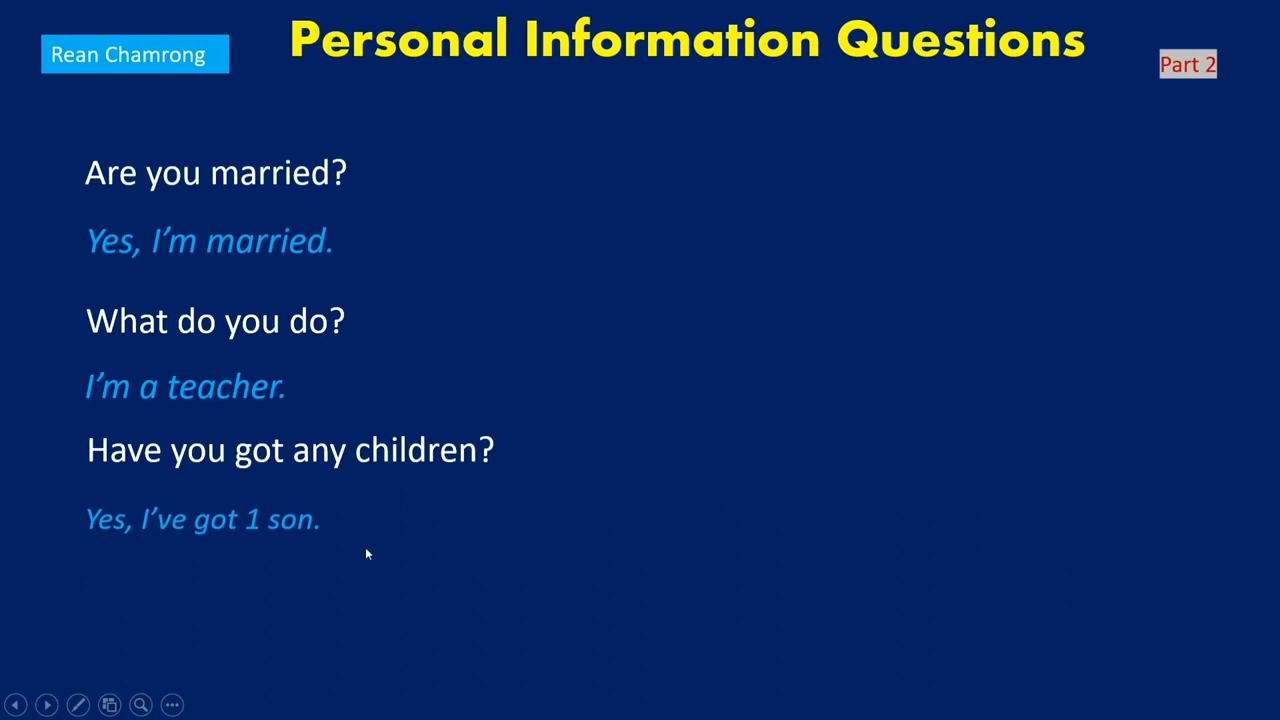 Rean Chamrong
Personal Information Questions
Part 2
Are you married?
Yes, I’m married.
What do you do?
I’m a teacher.
Have you got any children?
Yes, I’ve got 1 son.